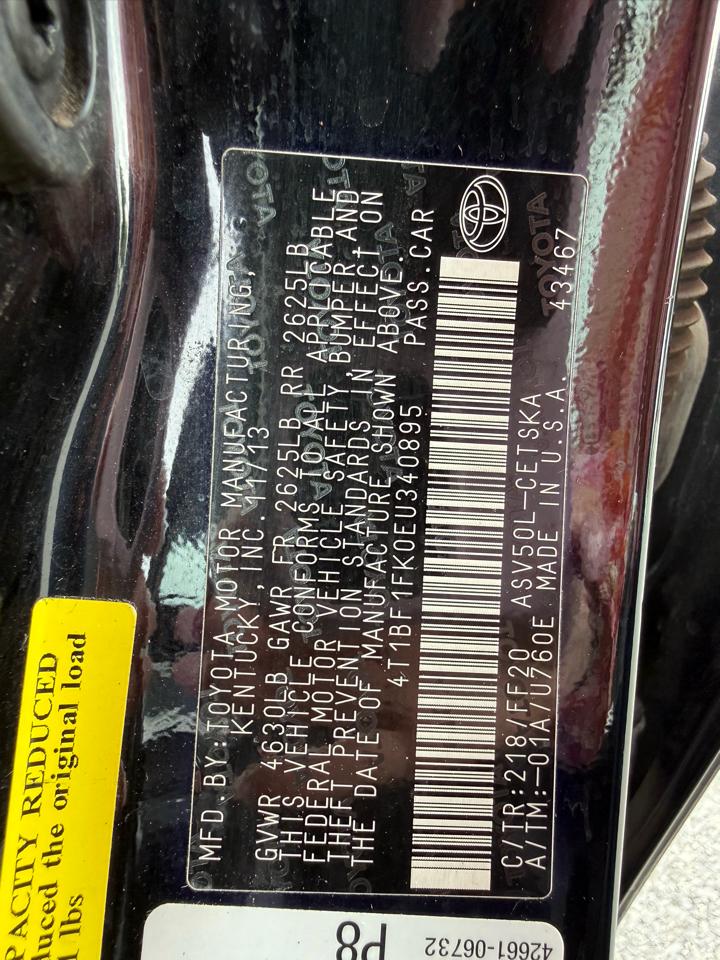 MFD.BY:TOYOTA MOTOR MANUFACTURING,
KENTUCKY, INC. 11/13
GVWR 4630LB GAWR FR 2625LB RR 2625LB
THIS VEHICLE CONFORMS TO ALL APPLICABLE
FEDERAL MOTOR VEHICLE SAFETY, BUMPER AND
THEFT PREVENTION STANDARDS IN EFFECT ON
THE DATE OF MANUFACTURE SHOWN ABOVE.
4T1BF1FK0EU340895 PASS.CAR
C/TR:218/FF20 ASV50L-CETSKA
A/TM:-01A/U760E MADE IN U.S.A. 43467
TOYOTA
PACITY REDUCED
duced the original load
lbs
P8
42661-06732